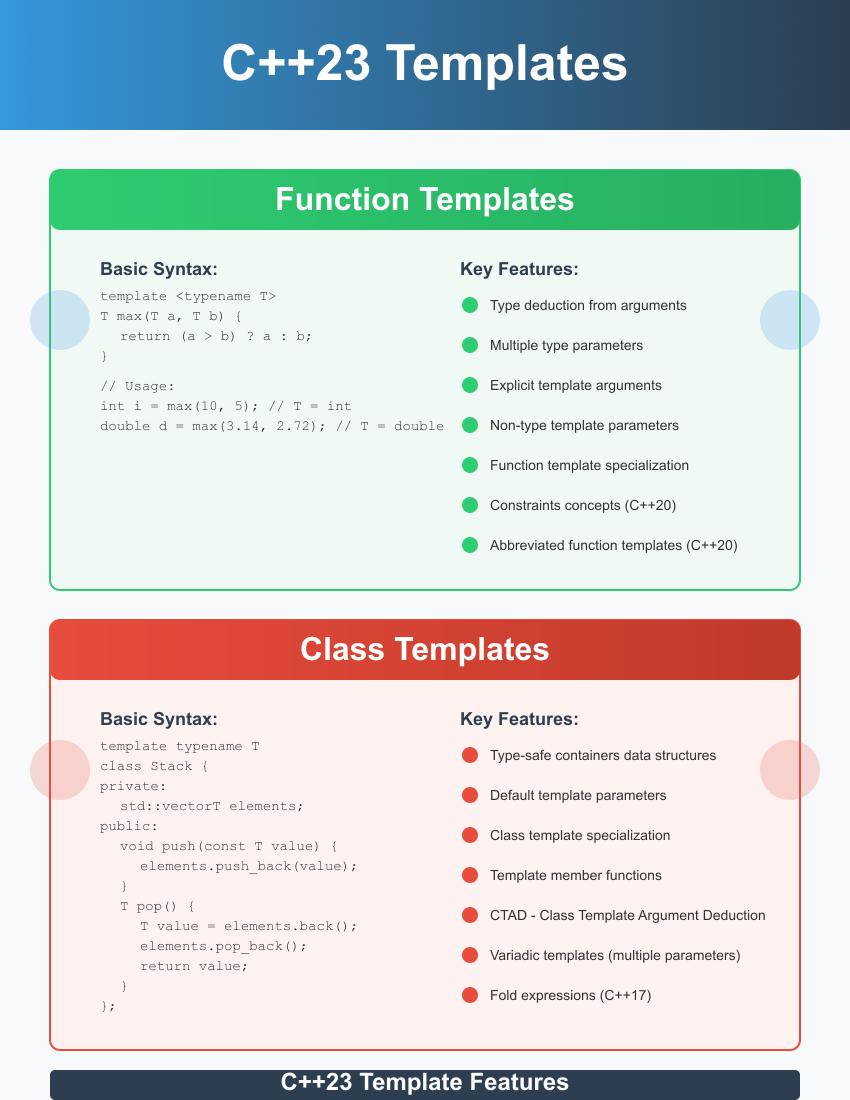 C++23 Templates
Function Templates
Basic Syntax:
template <typename T>
T max(T a, T b) {
return (a > b) ? a : b;
}
// Usage:
int i = max(10, 5); // T = int
double d = max(3.14, 2.72); // T = double
Key Features:
Type deduction from arguments
Multiple type parameters
Explicit template arguments
Non-type template parameters
Function template specialization
Constraints concepts (C++20)
Abbreviated function templates (C++20)
Class Templates
Basic Syntax:
template typename T
class Stack {
private:
std::vectorT elements;
public:
void push(const T value) {
elements.push_back(value);
}
T pop() {
T value = elements.back();
elements.pop_back();
return value;
}
};
Key Features:
Type-safe containers data structures
Default template parameters
Class template specialization
Template member functions
CTAD - Class Template Argument Deduction
Variadic templates (multiple parameters)
Fold expressions (C++17)
C++23 Template Features